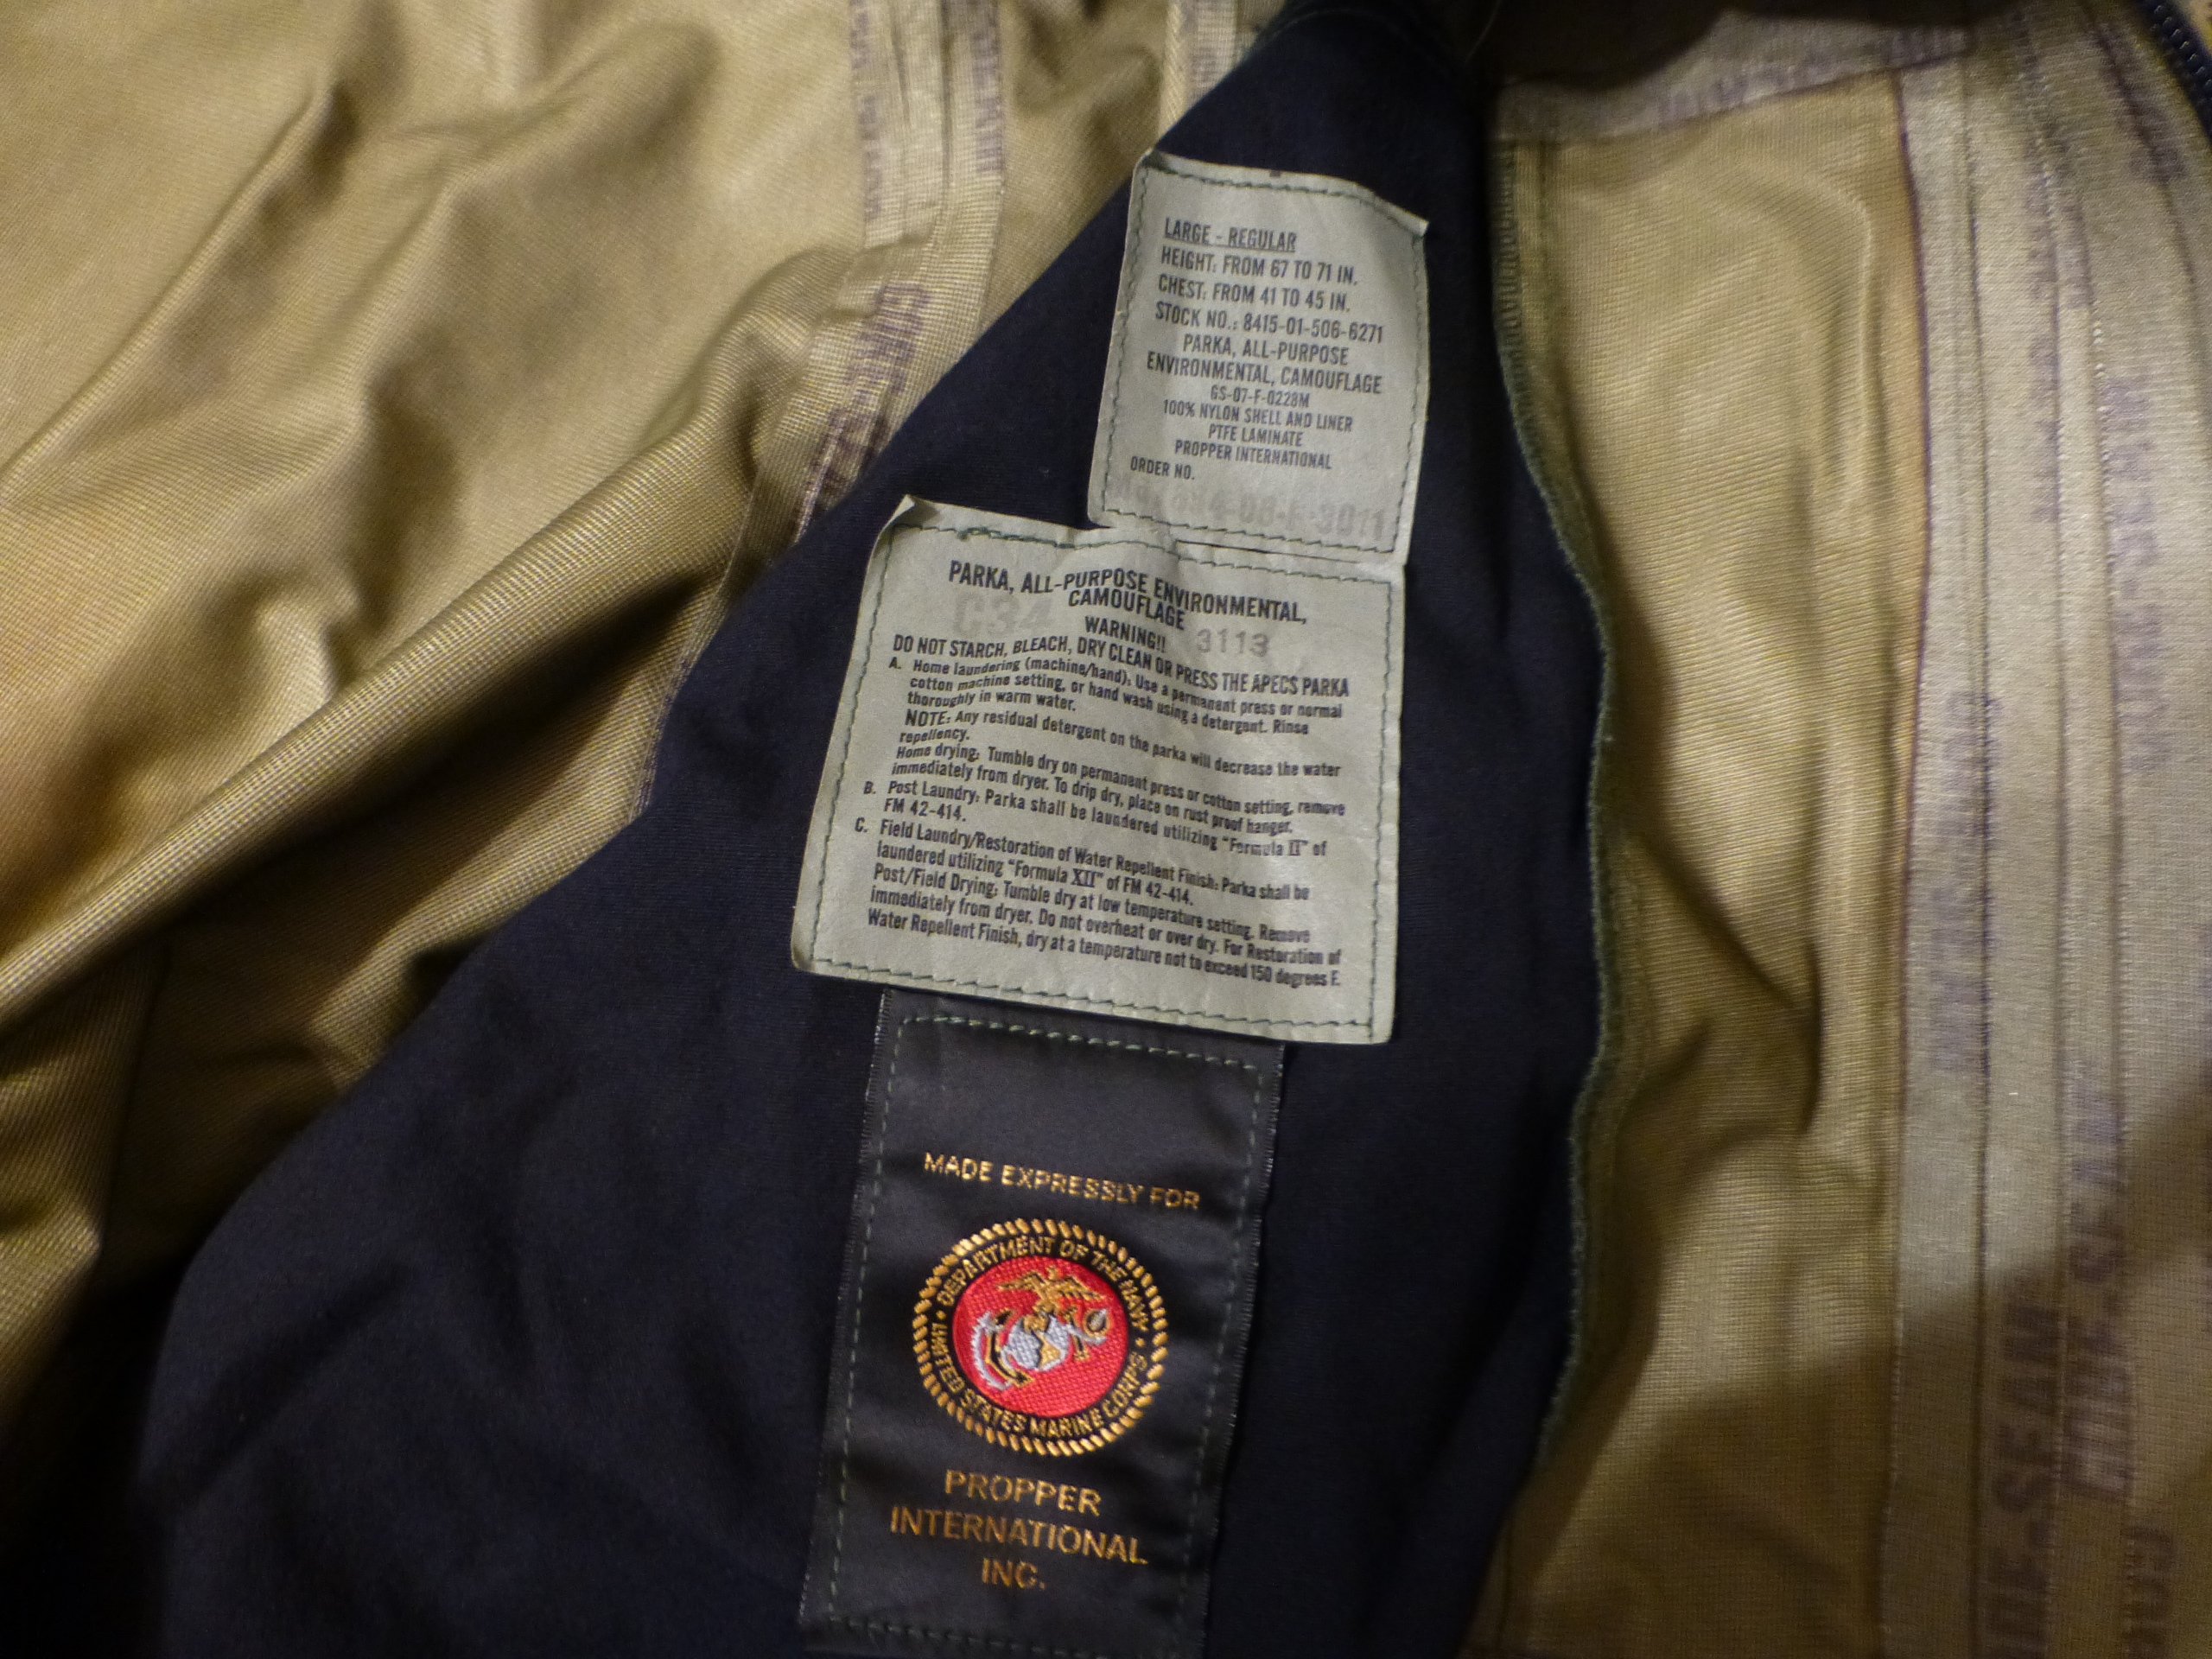 LARGE - REGULAR
HEIGHT: FROM 67 TO 71 IN.
CHEST: FROM 41 TO 45 IN.
STOCK NO.: 8415-01-506-6271
PARKA, ALL-PURPOSE
ENVIRONMENTAL, CAMOUFLAGE
GS-07-F-0228M
100% NYLON SHELL AND LINER
PTFE LAMINATE
PROPPER INTERNATIONAL
ORDER NO.
PARKA, ALL-PURPOSE ENVIRONMENTAL,
CAMOUFLAGE
C34
WARNING!! 3113
DO NOT STARCH, BLEACH, DRY CLEAN OR PRESS THE APECS PARKA
A. Home laundering (machine/hand): Use a permanent press or normal
cotton machine setting, or hand wash using a detergent. Rinse
thoroughly in warm water.
NOTE: Any residual detergent on the parka will decrease the water
repellency.
Home drying: Tumble dry on permanent press or cotton setting, remove
immediately from dryer. To drip dry, place on rust proof hanger.
B. Post Laundry: Parka shall be laundered utilizing "Formula II" of
FM 42-414.
C. Field Laundry/Restoration of Water Repellent Finish: Parka shall be
laundered utilizing "Formula XII" of FM 42-414.
Post/Field Drying: Tumble dry at low temperature setting. Remove
immediately from dryer. Do not overheat or over dry. For Restoration of
Water Repellent Finish, dry at a temperature not to exceed 150 degrees F.
MADE EXPRESSLY FOR
DEPARTMENT OF THE NAVY
UNITED STATES MARINE CORPS
PROPPER
INTERNATIONAL
INC.